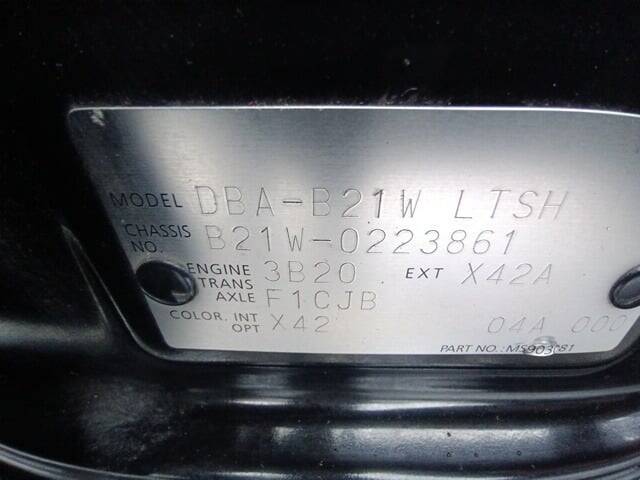 MODEL DBA-B21W LTSH
CHASSIS NO. B21W-0223861
ENGINE 3B20 EXT X42A
TRANS AXLE F1CJB
COLOR. INT OPT X42 04A 000
PART NO.: MS903081